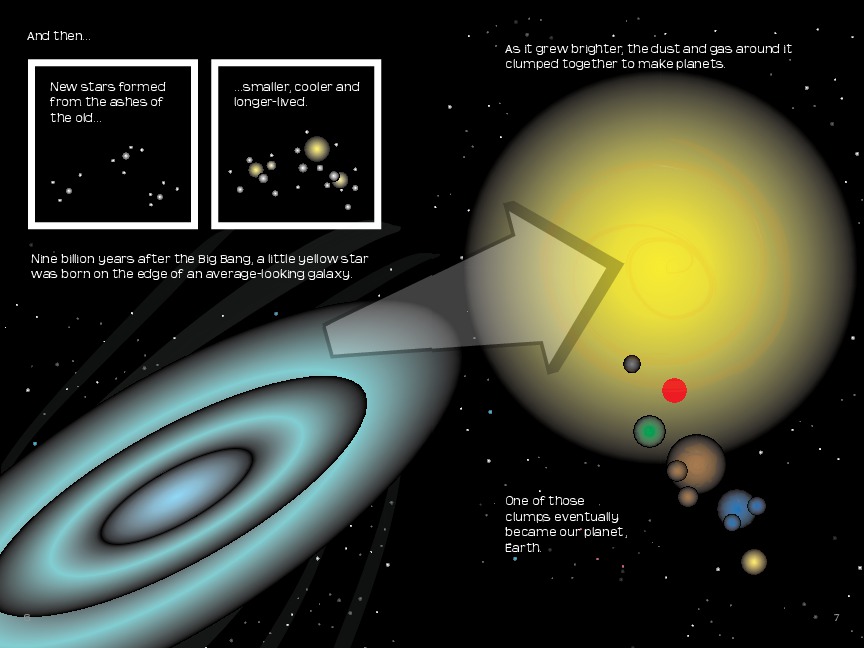 And then...
New stars formed
from the ashes of
the old...
...smaller, cooler and
longer-lived.
Nine billion years after the Big Bang, a little yellow star
was born on the edge of an average-looking galaxy.
As it grew brighter, the dust and gas around it
clumped together to make planets.
One of those
clumps eventually
became our planet,
Earth.
6
7